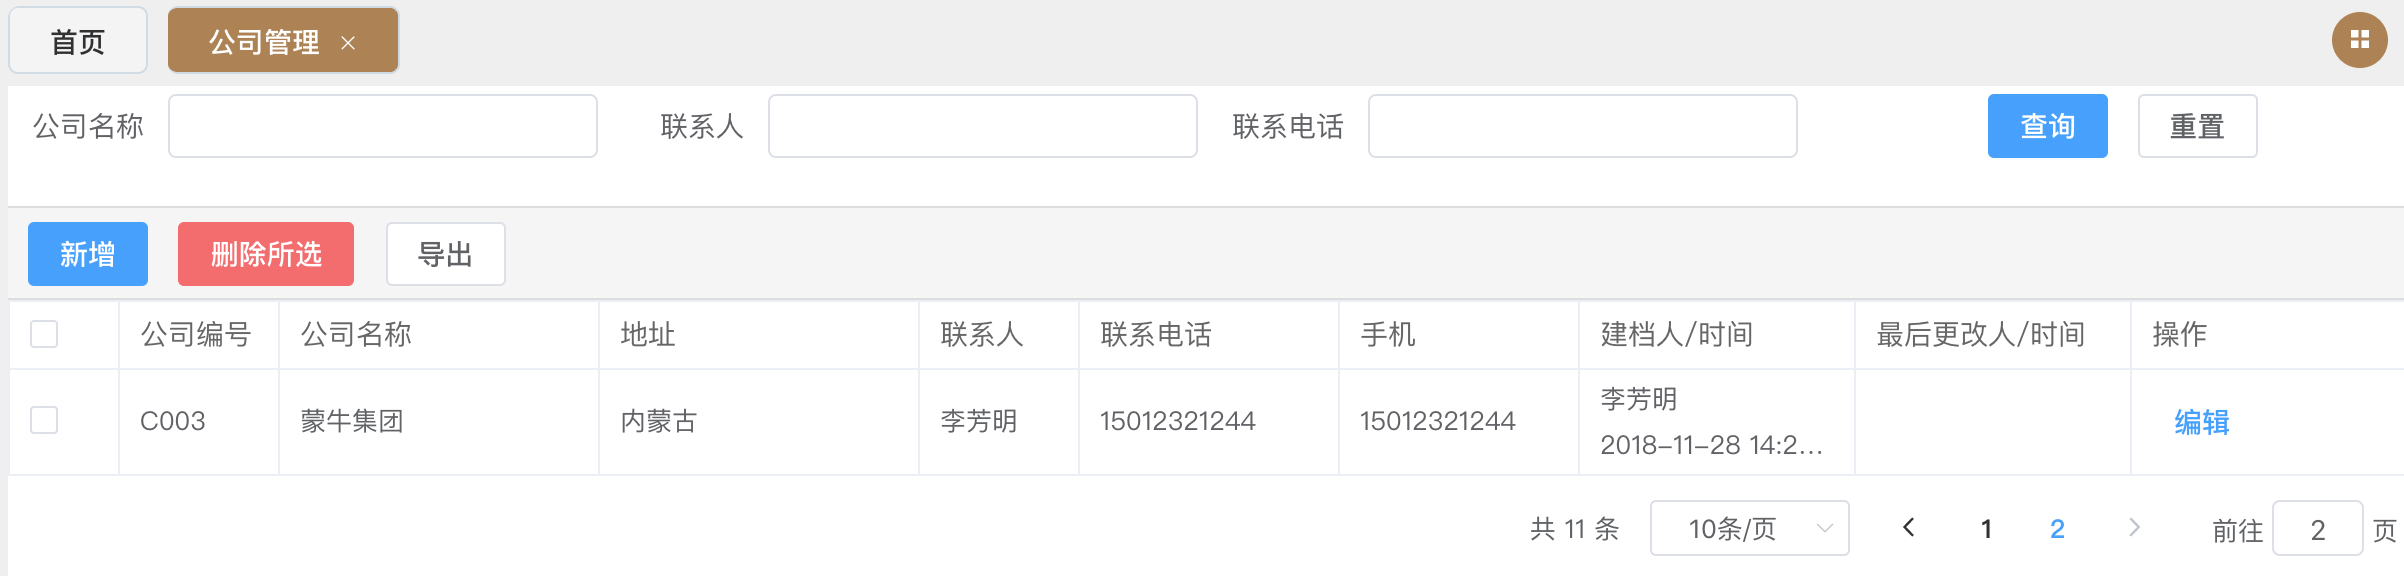 首页 公司管理 ×
公司名称 联系人 联系电话 查询 重置
新增 删除所选 导出
公司编号 公司名称 地址 联系人 联系电话 手机 建档人/时间 最后更改人/时间 操作
C003 蒙牛集团 内蒙古 李芳明 15012321244 15012321244 李芳明 编辑
2018-11-28 14:2...
共 11 条 10条/页 1 2 前往 2 页